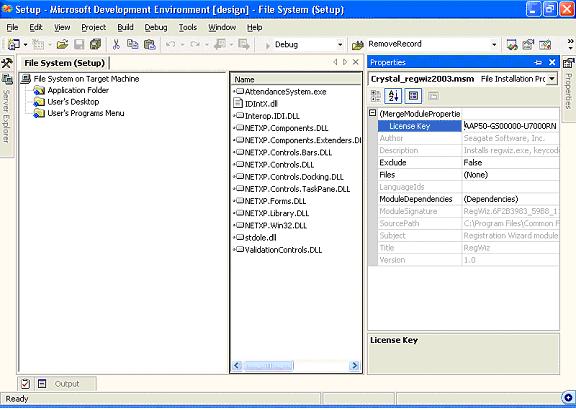 Setup - Microsoft Development Environment [design] - File System (Setup)
File Edit View Project Build Debug Tools Window Help
Debug RemoveRecord
File System (Setup)
File System on Target Machine
Application Folder
User's Desktop
User's Programs Menu
Name
AttendanceSystem.exe
IDIntX.dll
Interop.IDI.DLL
NETXP.Components.DLL
NETXP.Components.Extenders.Dl
NETXP.Controls.Bars.DLL
NETXP.Controls.DLL
NETXP.Controls.Docking.DLL
NETXP.Controls.TaskPane.DLL
NETXP.Forms.DLL
NETXP.Library.DLL
NETXP.Win32.DLL
stdole.dll
ValidationControls.DLL
Properties
Crystal_regwiz2003.msm File Installation Pr
(MergeModulePropertie
License Key AAP50-GS00000-U7000RN
Author Seagate Software, Inc.
Description Installs regwiz.exe, keycod
Exclude False
Files (None)
LanguageIds
ModuleDependencies (Dependencies)
ModuleSignature RegWiz.6F2B3983_5988_1
SourcePath C:\Program Files\Common F
Subject Registration Wizard module
Title RegWiz
Version 1.0
License Key
Server Explorer
Properties
Output
Ready